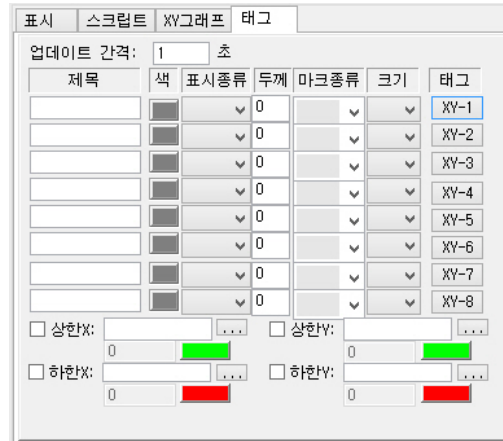 표시 스크립트 XY그래프 태그
업데이트 간격: 1 초
제목 색 표시종류 두께 마크종류 크기 태그
0 XY-1
0 XY-2
0 XY-3
0 XY-4
0 XY-5
0 XY-6
0 XY-7
0 XY-8
상한X: ... 상한Y: ...
0 0
하한X: ... 하한Y: ...
0 0